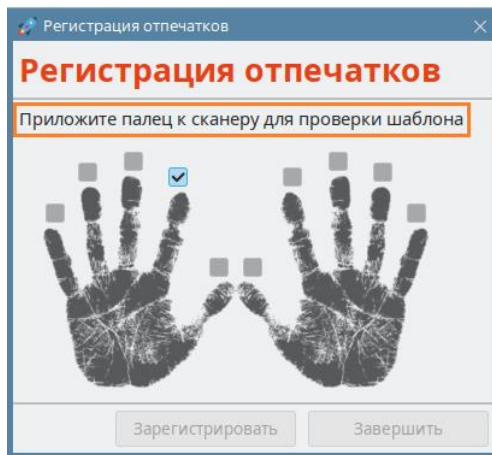 Регистрация отпечатков
Регистрация отпечатков
Приложите палец к сканеру для проверки шаблона
Зарегистрировать
Завершить